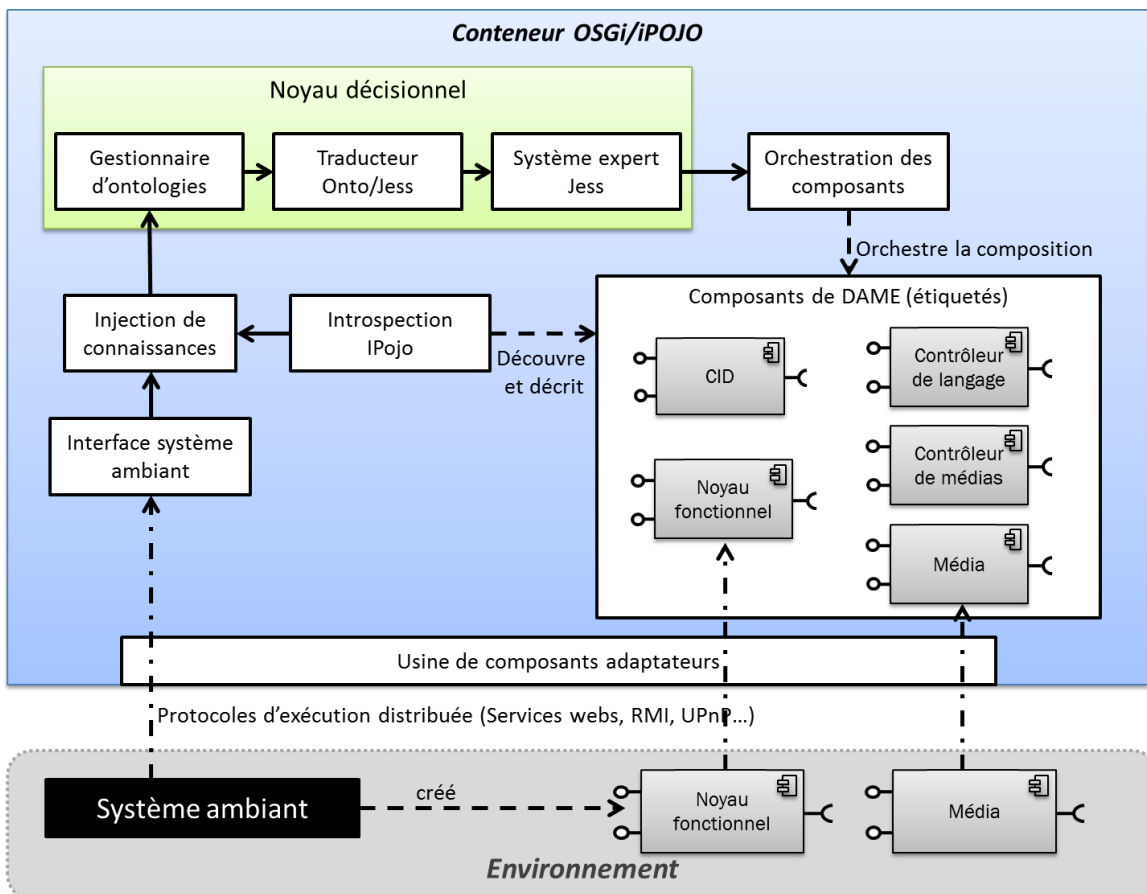 Conteneur OSGi/iPOJO
Noyau décisionnel
Gestionnaire
d'ontologies
Traducteur
Onto/Jess
Système expert
Jess
Orchestration des
composants
Orchestre la composition
Injection de
connaissances
Introspection
IPojo
Découvre
et décrit
Composants de DAME (étiquetés)
CID
Contrôleur
de langage
Interface système
ambiant
Noyau
fonctionnel
Contrôleur
de médias
Média
Usine de composants adaptateurs
Protocoles d'exécution distribuée (Services webs, RMI, UPnP...)
Système ambiant
créé
Noyau
fonctionnel
Média
Environnement